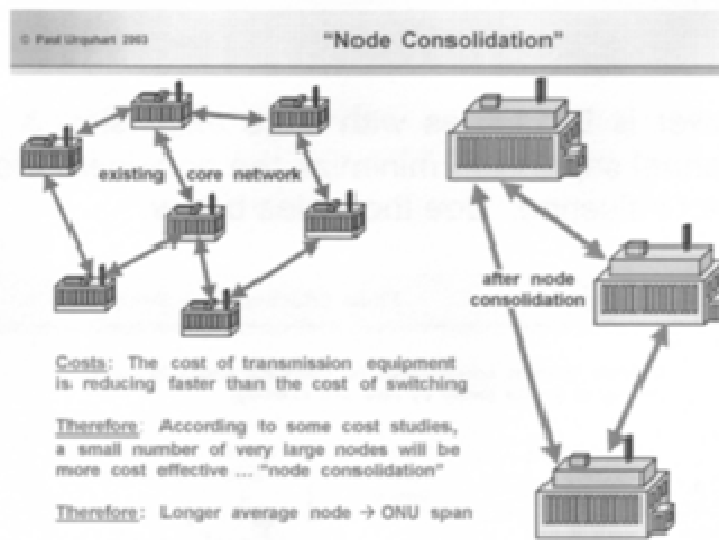 © Paul Urquhart 2003
"Node Consolidation"
existing core network
after node
consolidation
Costs: The cost of transmission equipment
is reducing faster than the cost of switching
Therefore: According to some cost studies,
a small number of very large nodes will be
more cost effective ... "node consolidation"
Therefore: Longer average node → ONU span